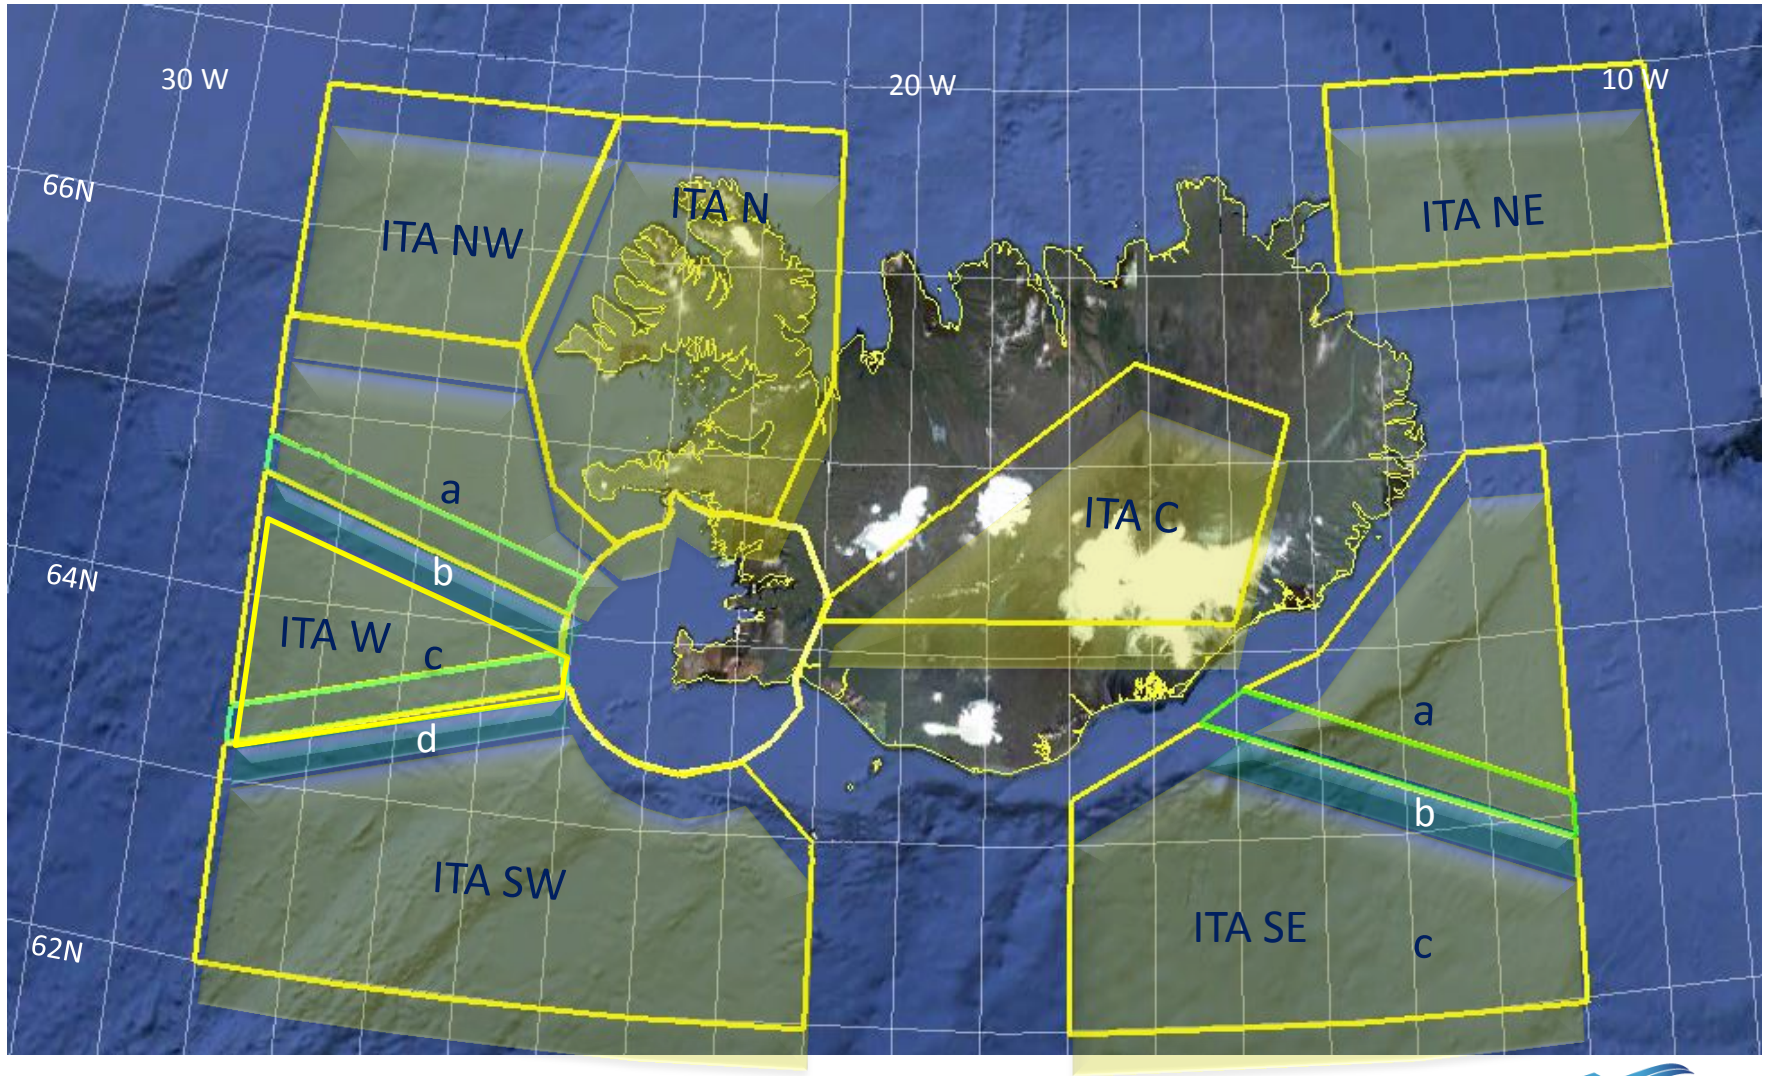 30 W
20 W
10 W
66N
ITA N
ITA NW
ITA NE
a
ITA C
b
64N
ITA W
c
a
d
b
ITA SW
ITA SE
c
62N